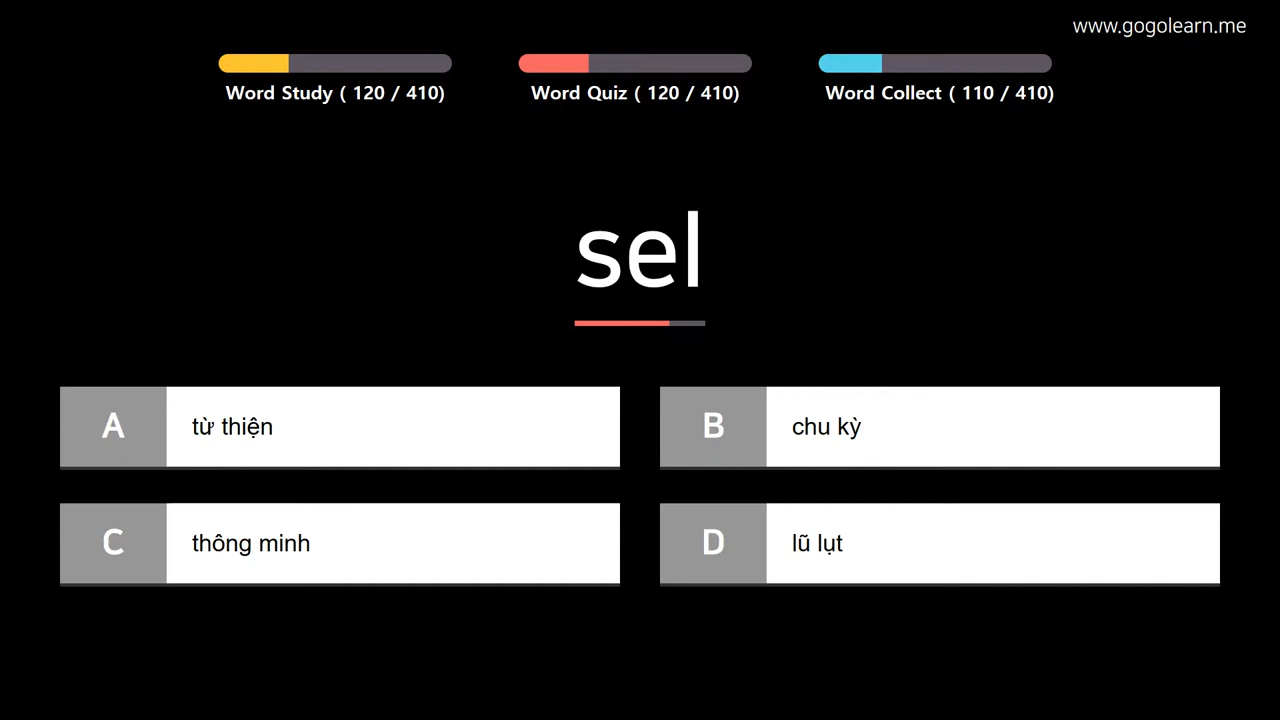 www.gogolearn.me
Word Study ( 120 / 410)
Word Quiz ( 120 / 410)
Word Collect ( 110 / 410)
sel
A từ thiện
B chu kỳ
C thông minh
D lũ lụt